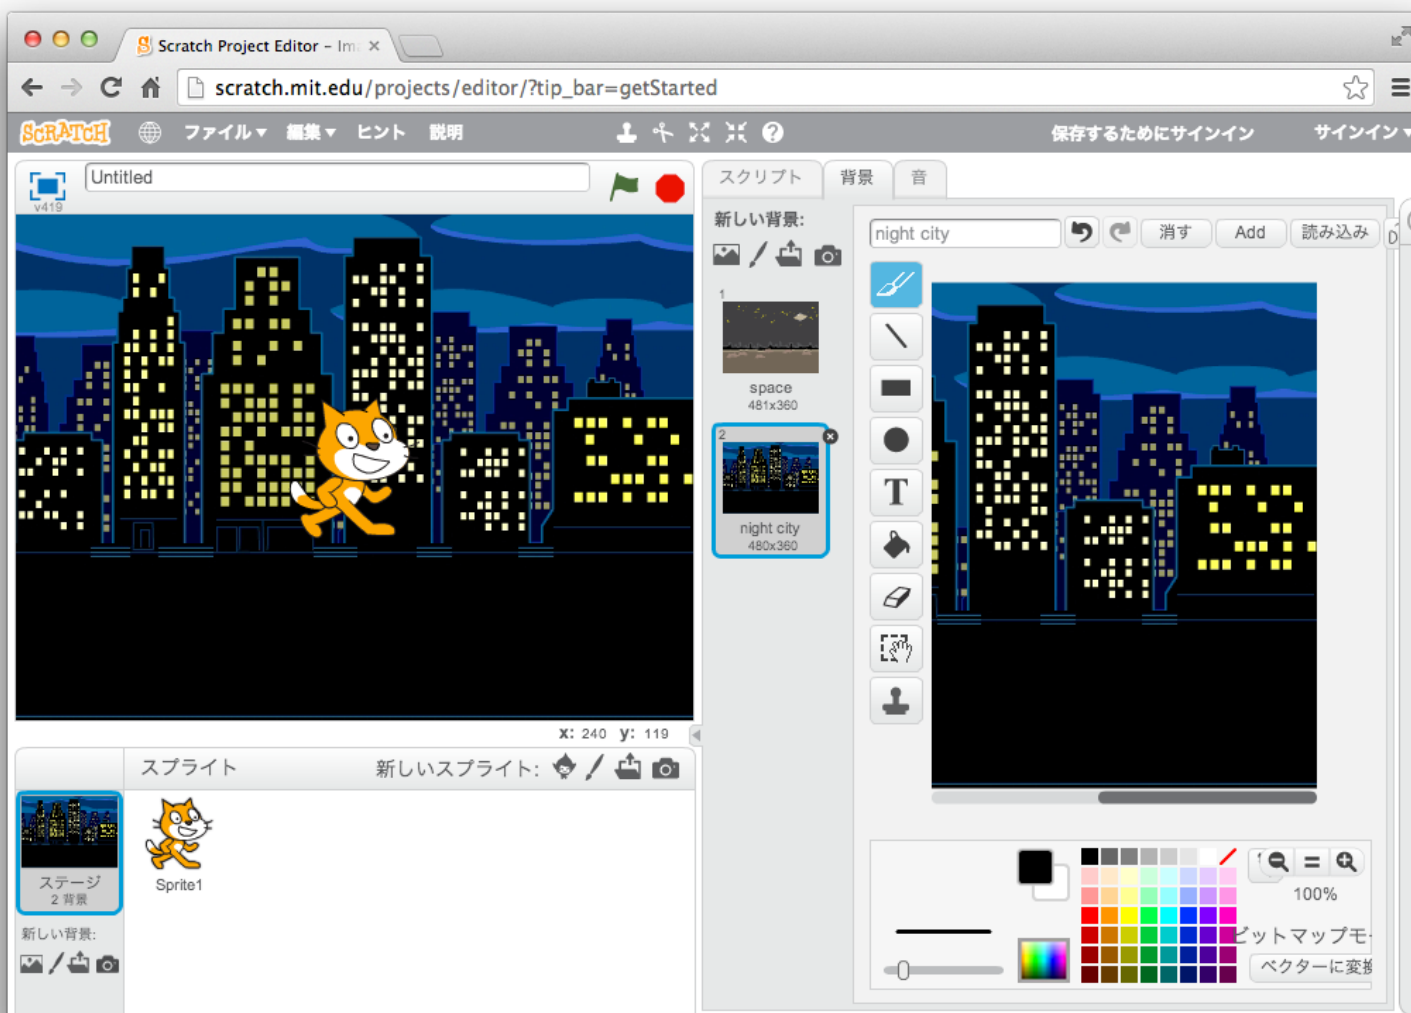 Scratch Project Editor – Im
scratch.mit.edu/projects/editor/?tip_bar=getStarted
SCRATCH ファイル 編集 ヒント 説明 保存するためにサインイン サインイン
Untitled
v419
スクリプト 背景 音
新しい背景:
night city 消す Add 読み込み
1
space
481x360
2
night city
480x360
T
x: 240 y: 119
スプライト 新しいスプライト:
ステージ
2 背景
Sprite1
新しい背景:
100%
ビットマップモー
ベクターに変換